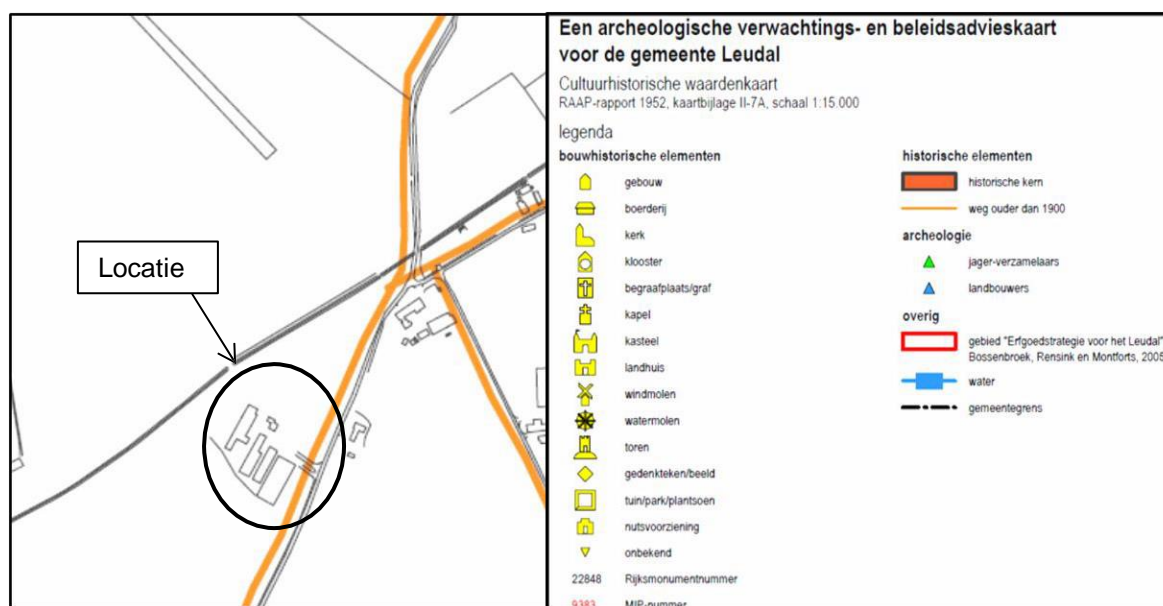 Locatie
Een archeologische verwachtings- en beleidsadvieskaart
voor de gemeente Leudal
Cultuurhistorische waardenkaart
RAAP-rapport 1952, kaartbijlage II-7A, schaal 1:15.000
legenda
bouwhistorische elementen
gebouw
boerderij
kerk
klooster
begraafplaats/graf
kapel
kasteel
landhuis
windmolen
watermolen
toren
gedenkteken/beeld
tuin/park/plantsoen
nutsvoorziening
onbekend
22848 Rijksmonumentnummer
9383 MIP-nummer
historische elementen
historische kern
weg ouder dan 1900
archeologie
jager-verzamelaars
landbouwers
overig
gebied "Erfgoedstrategie voor het Leudal"
Bossenbroek, Rensink en Montforts, 2005
water
gemeentegrens